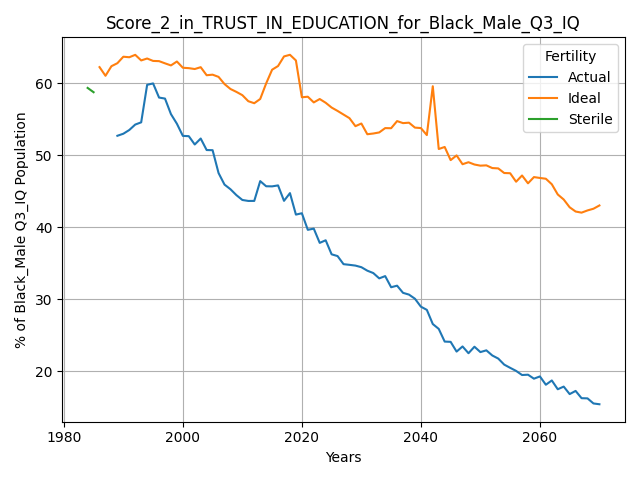 Score_2_in_TRUST_IN_EDUCATION_for_Black_Male_Q3_IQ
% of Black_Male Q3_IQ Population
60
50
40
30
20
Fertility
Actual
Ideal
Sterile
1980
2000
2020
2040
2060
Years